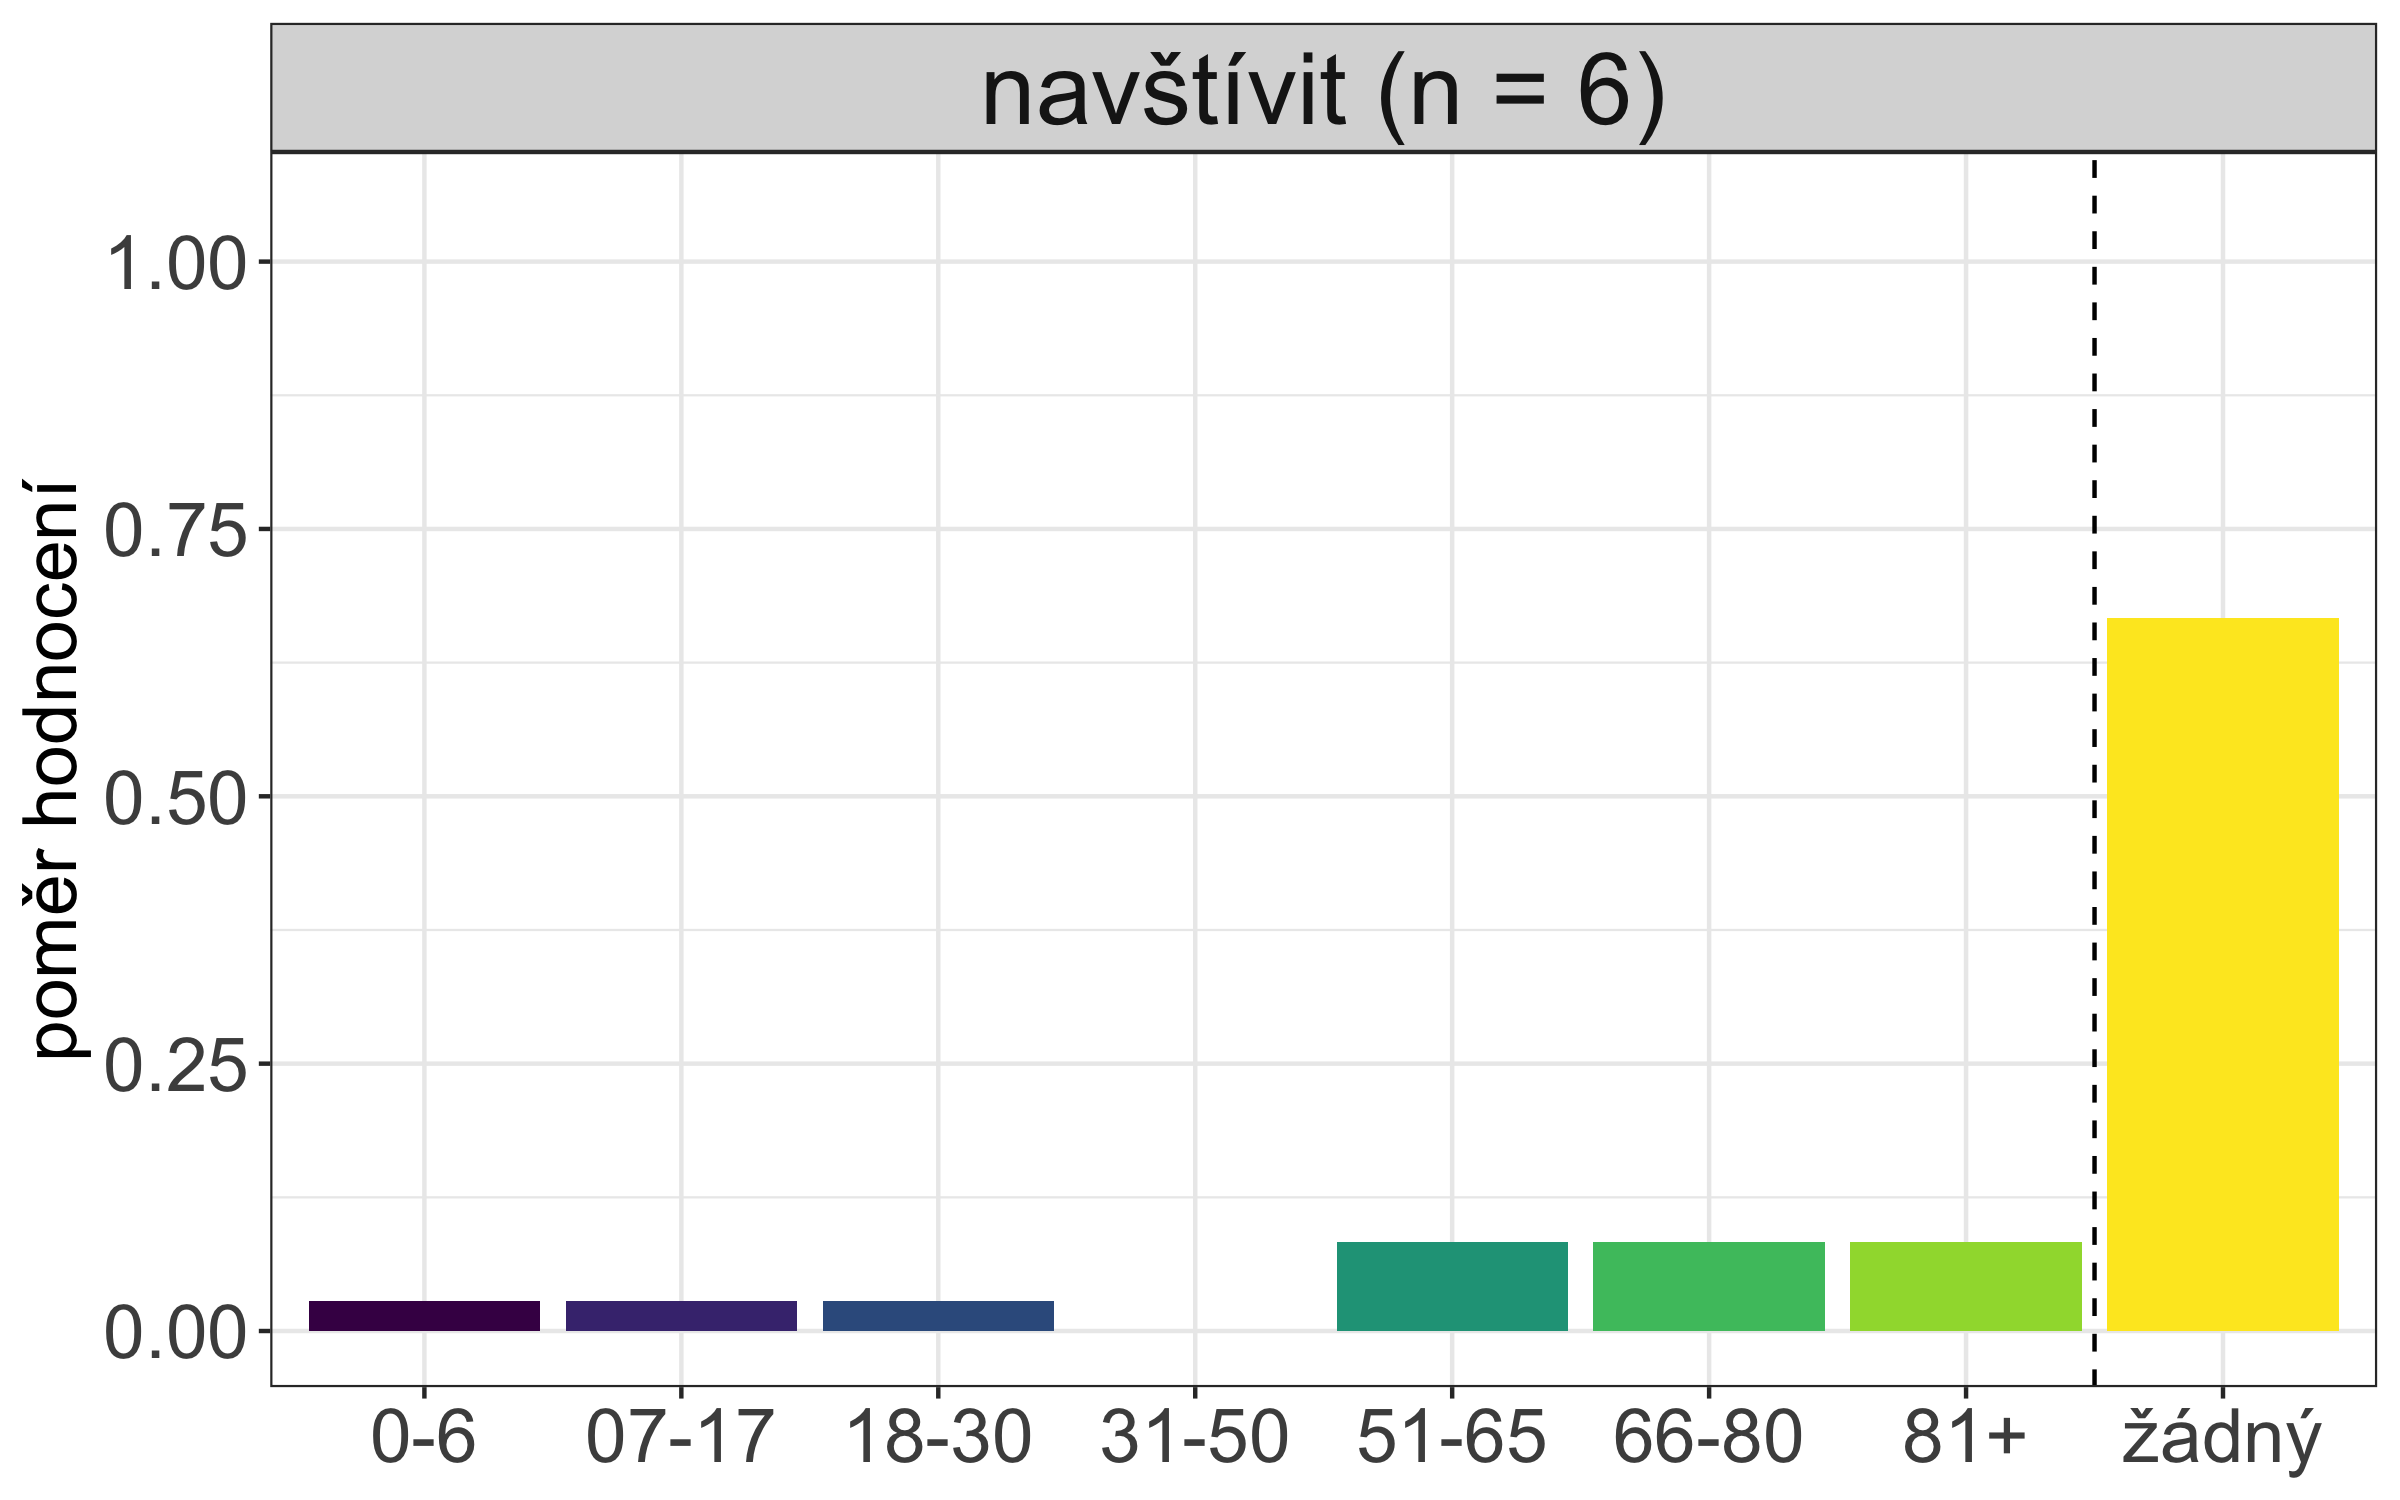 navštívit (n = 6)
poměr hodnocení
1.00
0.75
0.50
0.25
0.00
0-6 07-17 18-30 31-50 51-65 66-80 81+ žádný